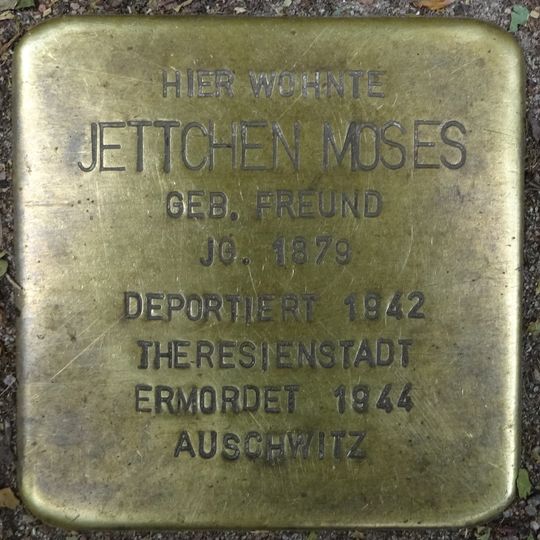 HIER WOHNTE
JETTCHEN MOSES
GEB. FREUND
JG. 1879
DEPORTIERT 1942
THERESIENSTADT
ERMORDET 1944
AUSCHWITZ